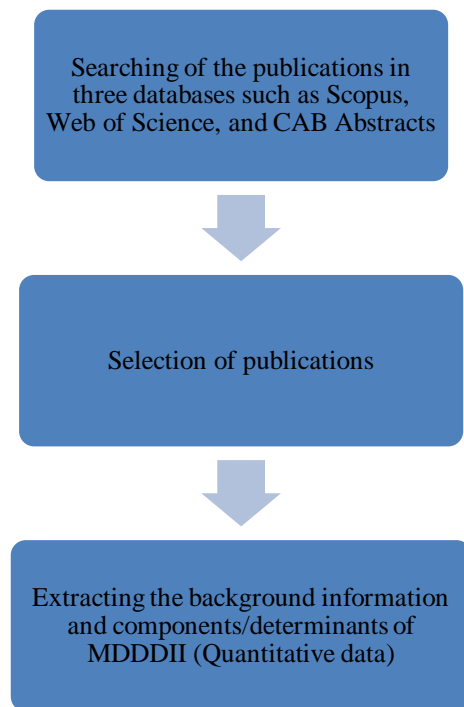 Searching of the publications in
three databases such as Scopus,
Web of Science, and CAB Abstracts
Selection of publications
Extracting the background information
and components/determinants of
MDDDII (Quantitative data)